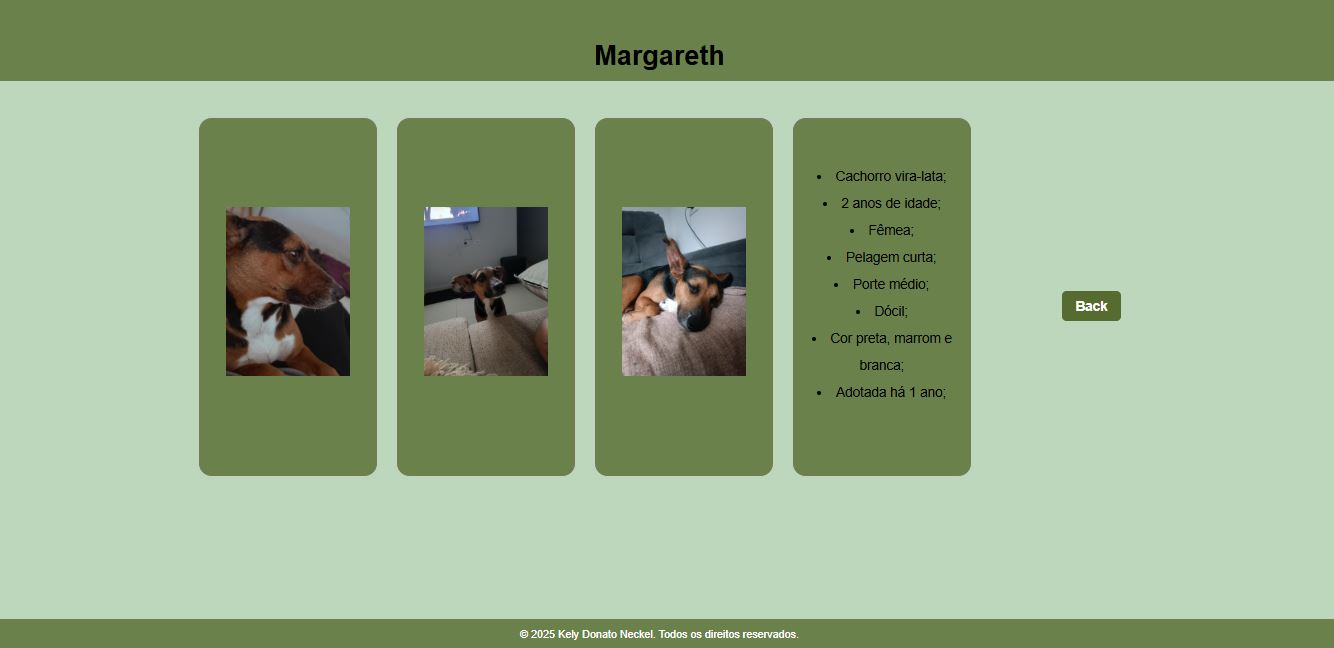 Margareth
• Cachorro vira-lata;
• 2 anos de idade;
• Fêmea;
• Pelagem curta;
• Porte médio;
• Dócil;
• Cor preta, marrom e
branca;
• Adotada há 1 ano;
Back
© 2025 Kely Donato Neckel. Todos os direitos reservados.